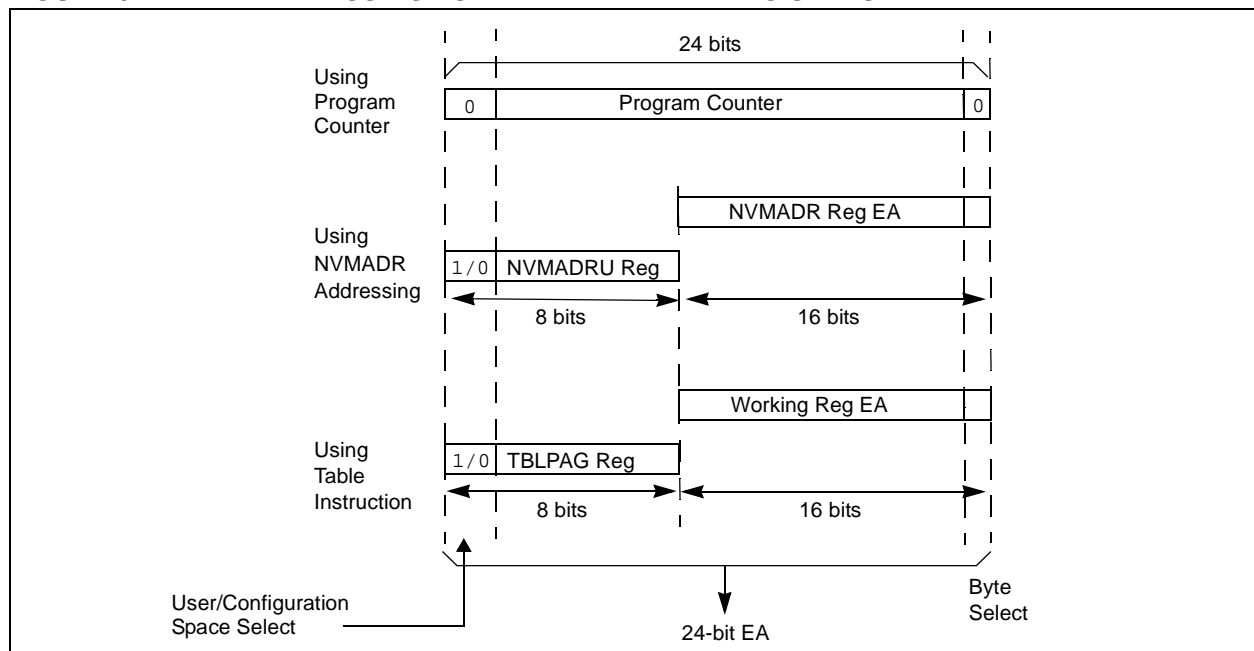 24 bits
Using
Program
Counter
0
Program Counter
0
NVMADR Reg EA
Using
NVMADR
Addressing
1/0
NVMADRU Reg
8 bits
16 bits
Working Reg EA
Using
Table
Instruction
1/0
TBLPAG Reg
8 bits
16 bits
User/Configuration
Space Select
24-bit EA
Byte
Select